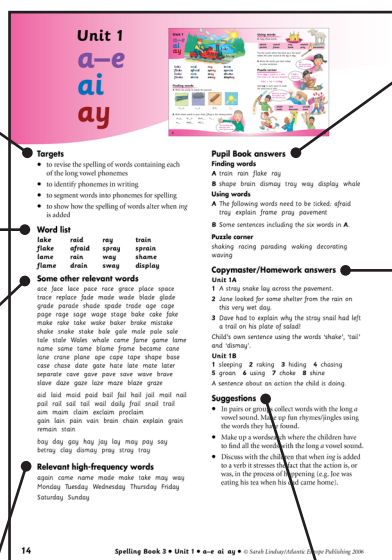 Unit 1
a–e
ai
ay
Targets
• to revise the spelling of words containing each
of the long vowel phonemes
• to identify phonemes in writing
• to segment words into phonemes for spelling
• to show how the spelling of words alter when ing
is added
Word list
lake raid ray train
flake afraid spray sprain
lame rain way shame
flame drain sway display
Some other relevant words
ace face lace pace race grace place space
trace replace fade made wade blade glade
grade parade shade spade trade age cage
page rage sage wage stage bake cake fake
make rake take wake baker brake mistake
shake snake stake bale gale male pale sale
tale stale Wales whale came fame game lame
name same tame blame frame became cane
lane crane plane ape cape tape shape base
case chase date gate hate late mate later
separate cave gave pave save wave brave
slave daze gaze laze maze blaze graze
aid laid maid paid bail fail hail jail mail nail
pail rail sail tail wail daily frail snail trail
aim maim claim exclaim proclaim
gain lain pain vain brain chain explain grain
remain stain
bay day gay hay jay lay may pay say
betray clay dismay pray stray tray
Relevant high-frequency words
again came name made make take may way
Monday Tuesday Wednesday Thursday Friday
Saturday Sunday
Pupil Book answers
Finding words
A train rain flake ray
B shape brain dismay tray way display whale
Using words
A The following words need to be ticked: afraid
tray explain frame pray pavement
B Some sentences including the six words in A.
Puzzle corner
shaking racing parading waking decorating
waving
Copymaster/Homework answers
Unit 1A
1 A stray snake lay across the pavement.
2 Jane looked for some shelter from the rain on
this very wet day.
3 Dave had to explain why the stray snail had left
a trail on his plate of salad!
Child's own sentence using the words 'shake', 'tail'
and 'dismay'.
Unit 1B
1 sleeping 2 raking 3 hiding 4 chasing
5 groan 6 using 7 choke 8 shine
A sentence about an action the child is doing.
Suggestions
• In pairs or groups collect words with the long a
vowel sound. Make up fun rhymes/jingles using
the words they have found.
• Make up a wordsearch where the children have
to find all the words with the long a vowel sound.
• Discuss with the children that when ing is added
to a verb it stresses the fact that the action is, or
was, in the process of happening (e.g. Joe was
eating his tea when his dad came home).
14 Spelling Book 3 • Unit 1 • a–e ai ay • © Sarah Lindsay/Atlantic Europe Publishing 2006